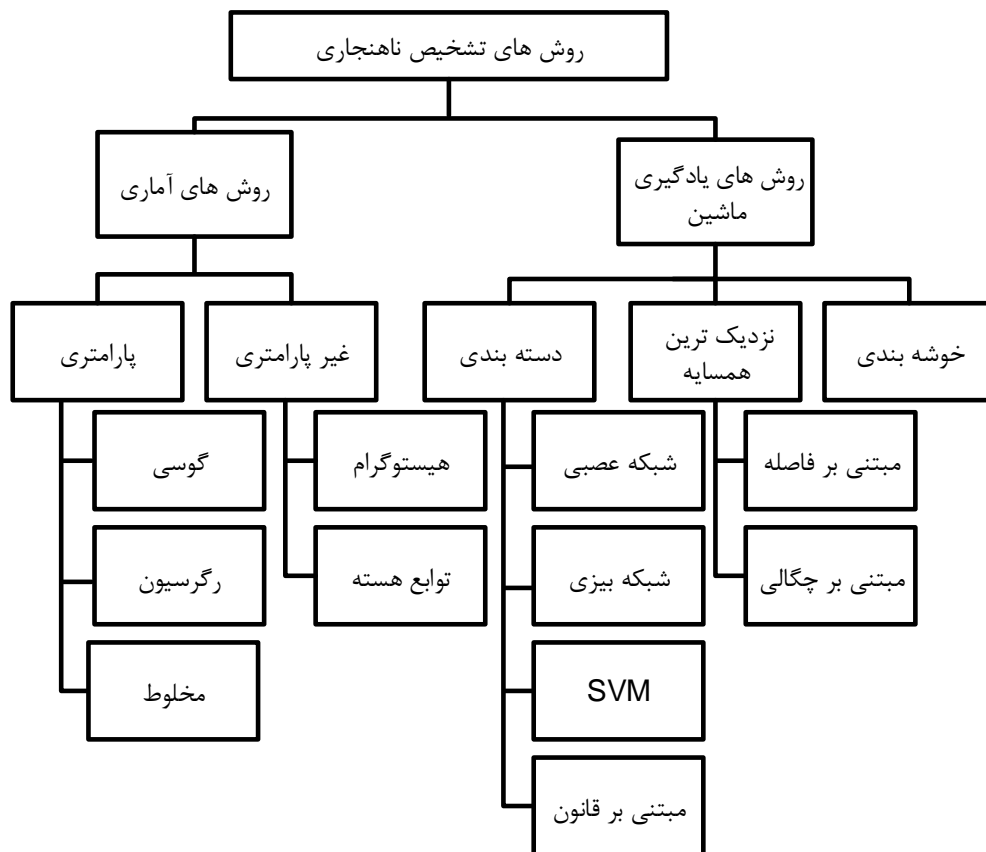 روش های تشخیص ناهنجاری
روش های یادگیری
ماشین
روش های آماری
خوشه بندی
نزدیک ترین
همسایه
دسته بندی
غیر پارامتری
پارامتری
مبتنی بر فاصله
شبکه عصبی
هیستوگرام
گوسی
مبتنی بر چگالی
شبکه بیزی
توابع هسته
رگرسیون
SVM
مخلوط
مبتنی بر قانون